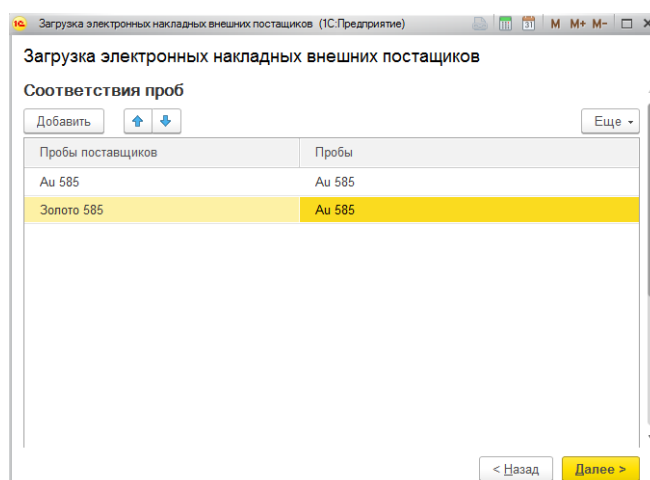 Загрузка электронных накладных внешних постащиков (1С:Предприятие)
31 M M+ M-
Загрузка электронных накладных внешних постащиков
Соответствия проб
Добавить Еще
Пробы поставщиков Пробы
Au 585 Au 585
Золото 585 Au 585
< Назад Далее >